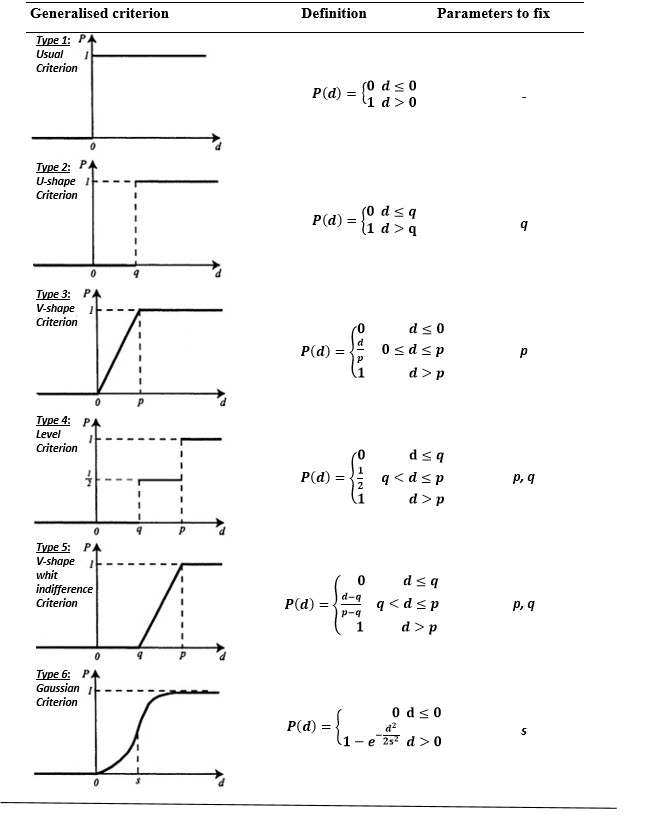 Generalised criterion Definition Parameters to fix
Type 1: P
Usual 1
Criterion
P(d) = {0 d ≤ 0
1 d > 0
-
0 d
Type 2: P
U-shape 1
Criterion
P(d) = {0 d ≤ q
1 d > q
q
0 q d
Type 3: P
V-shape 1
Criterion
P(d) = {0 d ≤ 0
d/p 0 ≤ d ≤ p
1 d > p
p
0 p d
Type 4: P
Level 1
Criterion
1/2
P(d) = {0 d ≤ q
1/2 q < d ≤ p
1 d > p
p, q
0 q p d
Type 5: P
V-shape 1
whit
indifference
Criterion
P(d) = {0 d ≤ q
d−q/p−q q < d ≤ p
1 d > p
p, q
0 q p d
Type 6: P
Gaussian 1
Criterion
P(d) = {0 d ≤ 0
1 − e^−d²/2s² d > 0
s
0 s d